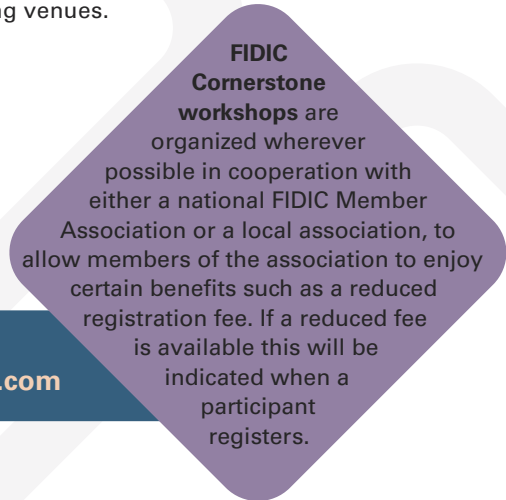 ng venues.
FIDIC
Cornerstone
workshops are
organized wherever
possible in cooperation with
either a national FIDIC Member
Association or a local association, to
allow members of the association to enjoy
certain benefits such as a reduced
registration fee. If a reduced fee
is available this will be
indicated when a
participant
registers.
.com